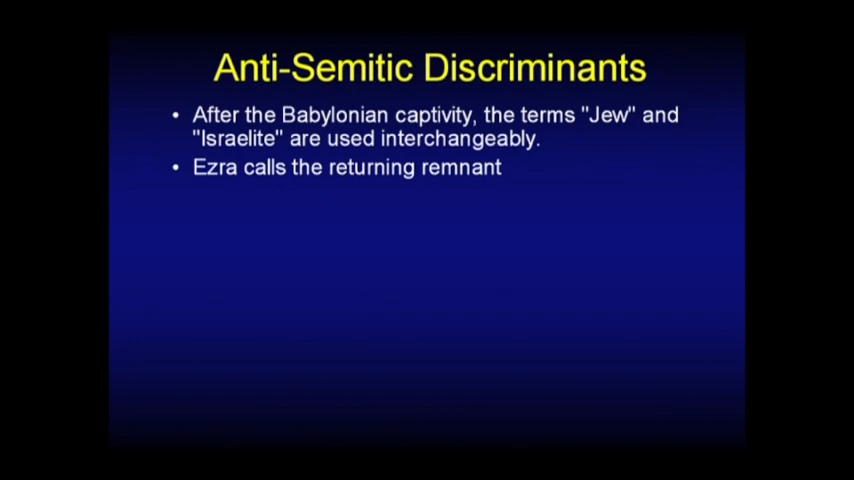 Anti-Semitic Discriminants
• After the Babylonian captivity, the terms "Jew" and
"Israelite" are used interchangeably.
• Ezra calls the returning remnant